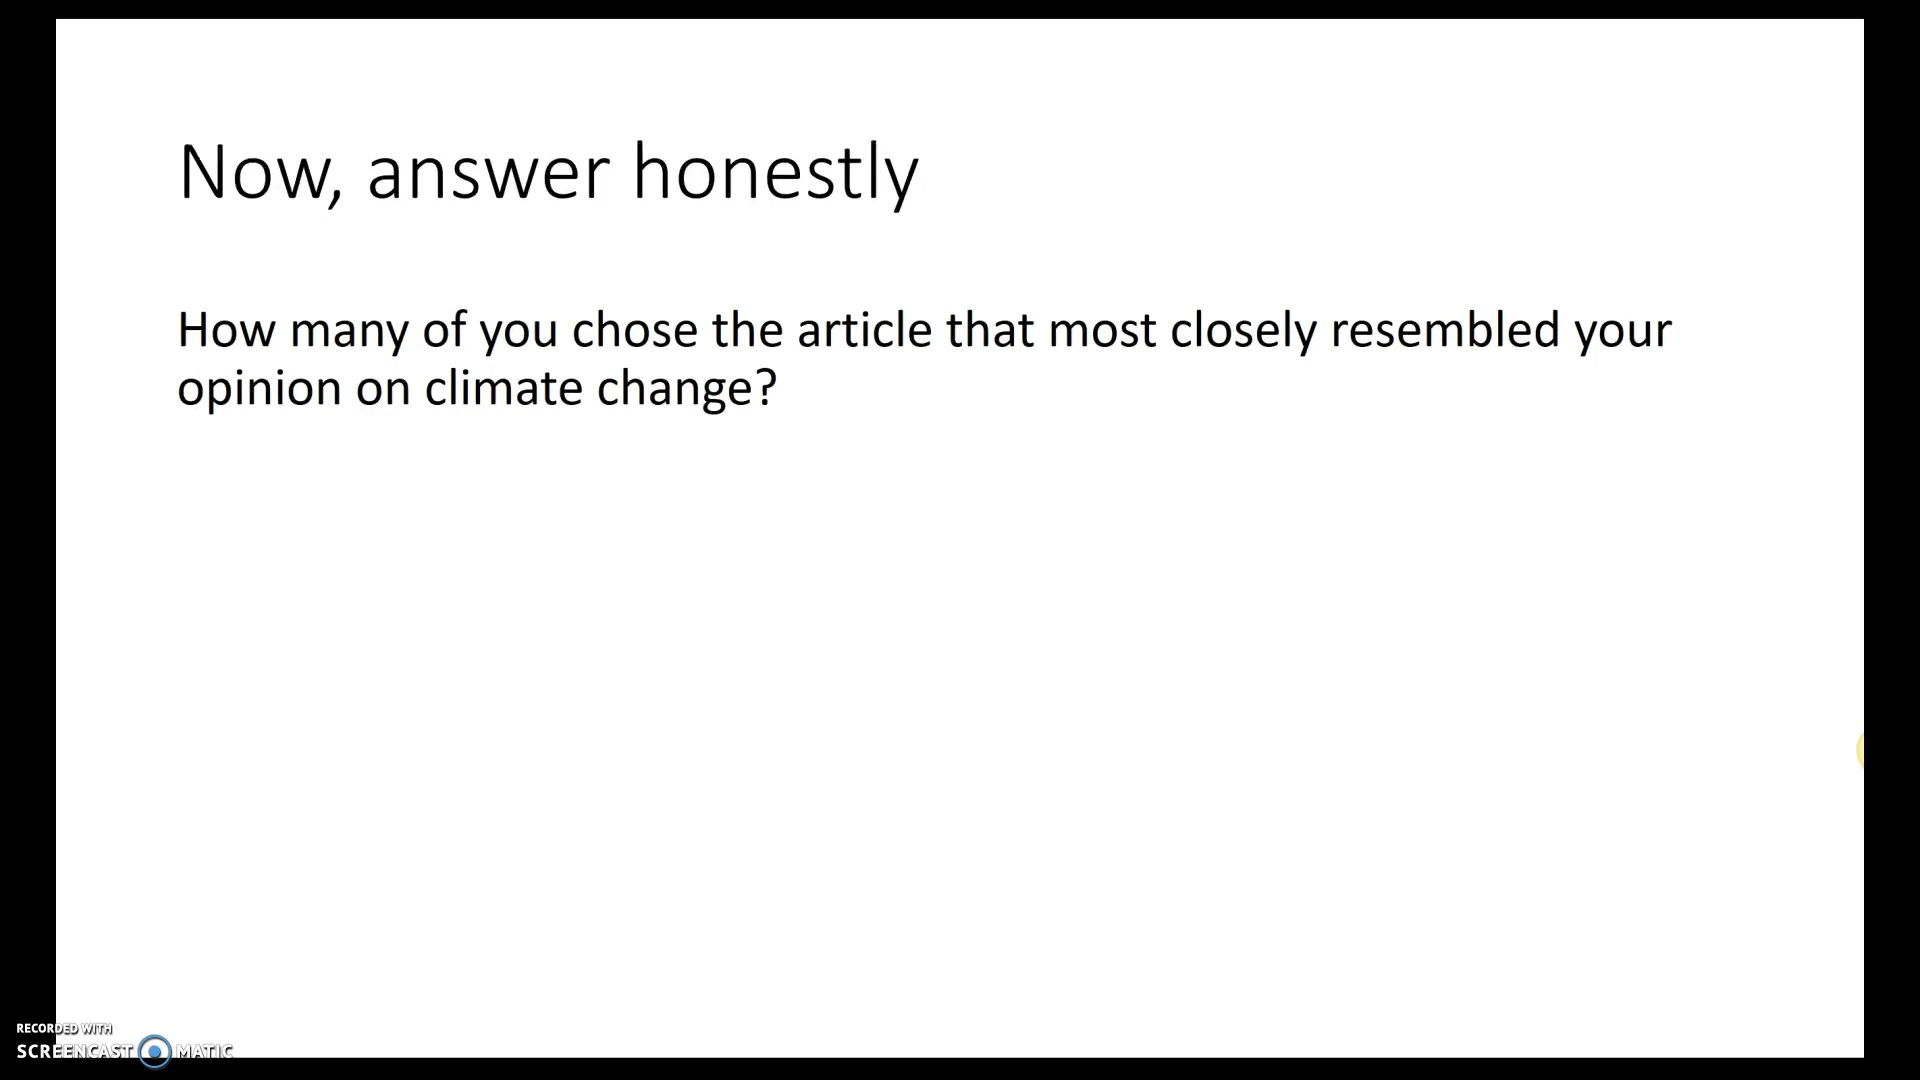 Now, answer honestly
How many of you chose the article that most closely resembled your
opinion on climate change?
RECORDED WITH
SCREENCAST MATIC